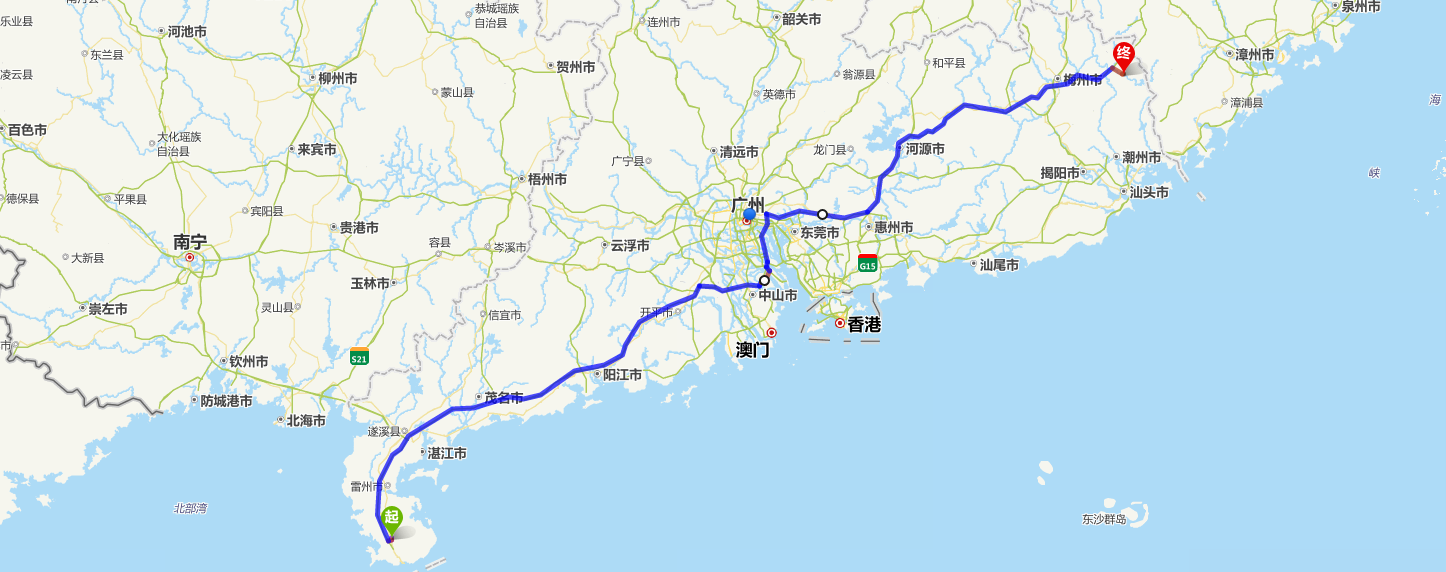 乐业县
河池市
恭城瑶族
自治县
连州市
韶关市
泉州市
东兰县
贺州市
和平县
终
漳州市
凌云县
柳州市
翁源县
梅州市
蒙山县
英德市
漳浦县
海
百色市
大化瑶族
自治县
来宾市
广宁县
清远市
龙门县
河源市
潮州市
揭阳市
峡
梧州市
汕头市
德保县
平果县
宾阳县
广州
贵港市
东莞市
惠州市
南宁
容县
岑溪市
云浮市
大新县
G15
汕尾市
玉林市
中山市
崇左市
灵山县
信宜市
开平市
香港
市
澳门
S21
钦州市
阳江市
防城港市
茂名市
北海市
遂溪县
湛江市
雷州市
北部湾
起
东沙群岛